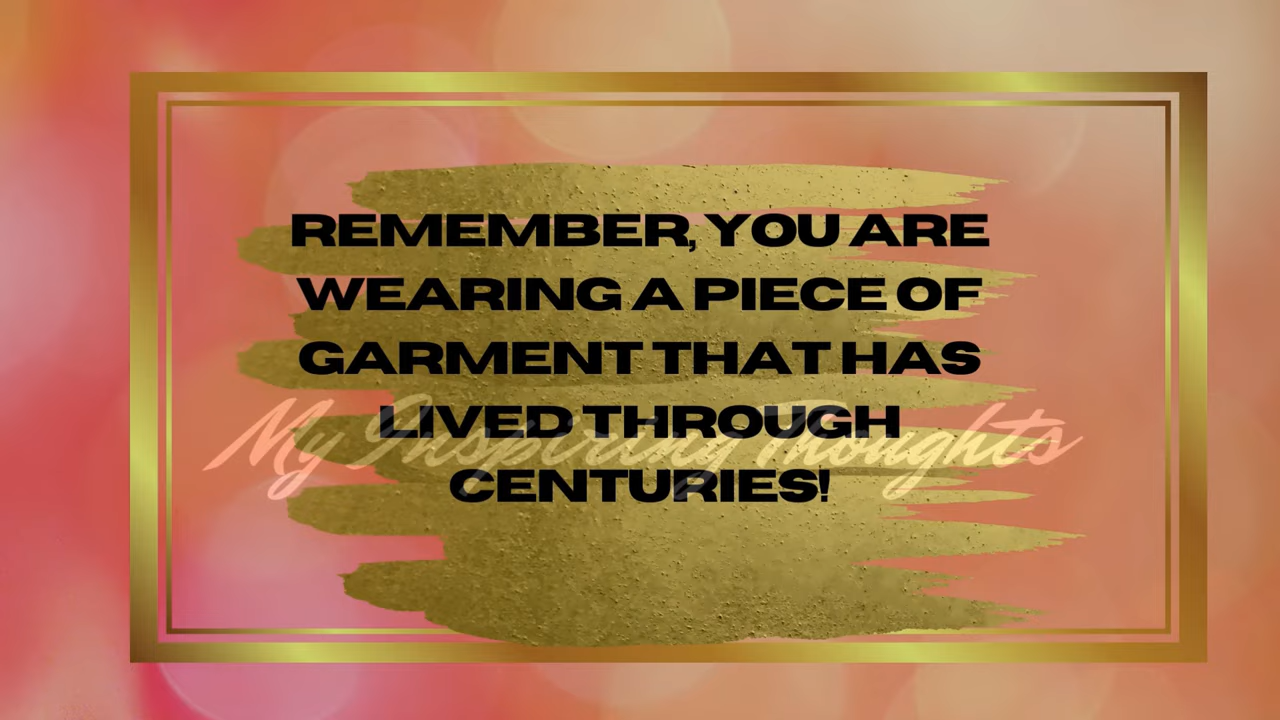 REMEMBER, YOU ARE
WEARING A PIECE OF
GARMENT THAT HAS
LIVED THROUGH
My Inspiring Thoughts
CENTURIES!